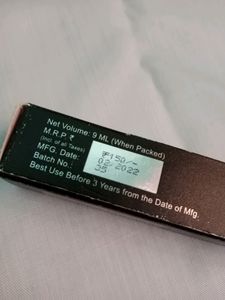 Net Volume: 9 ML (When Packed)
M.R.P ₹ ₹150/-
(Incl. of all Taxes)
MFG. Date: 02/2022
Batch No.: 35
Best Use Before 3 Years from the Date of Mfg.